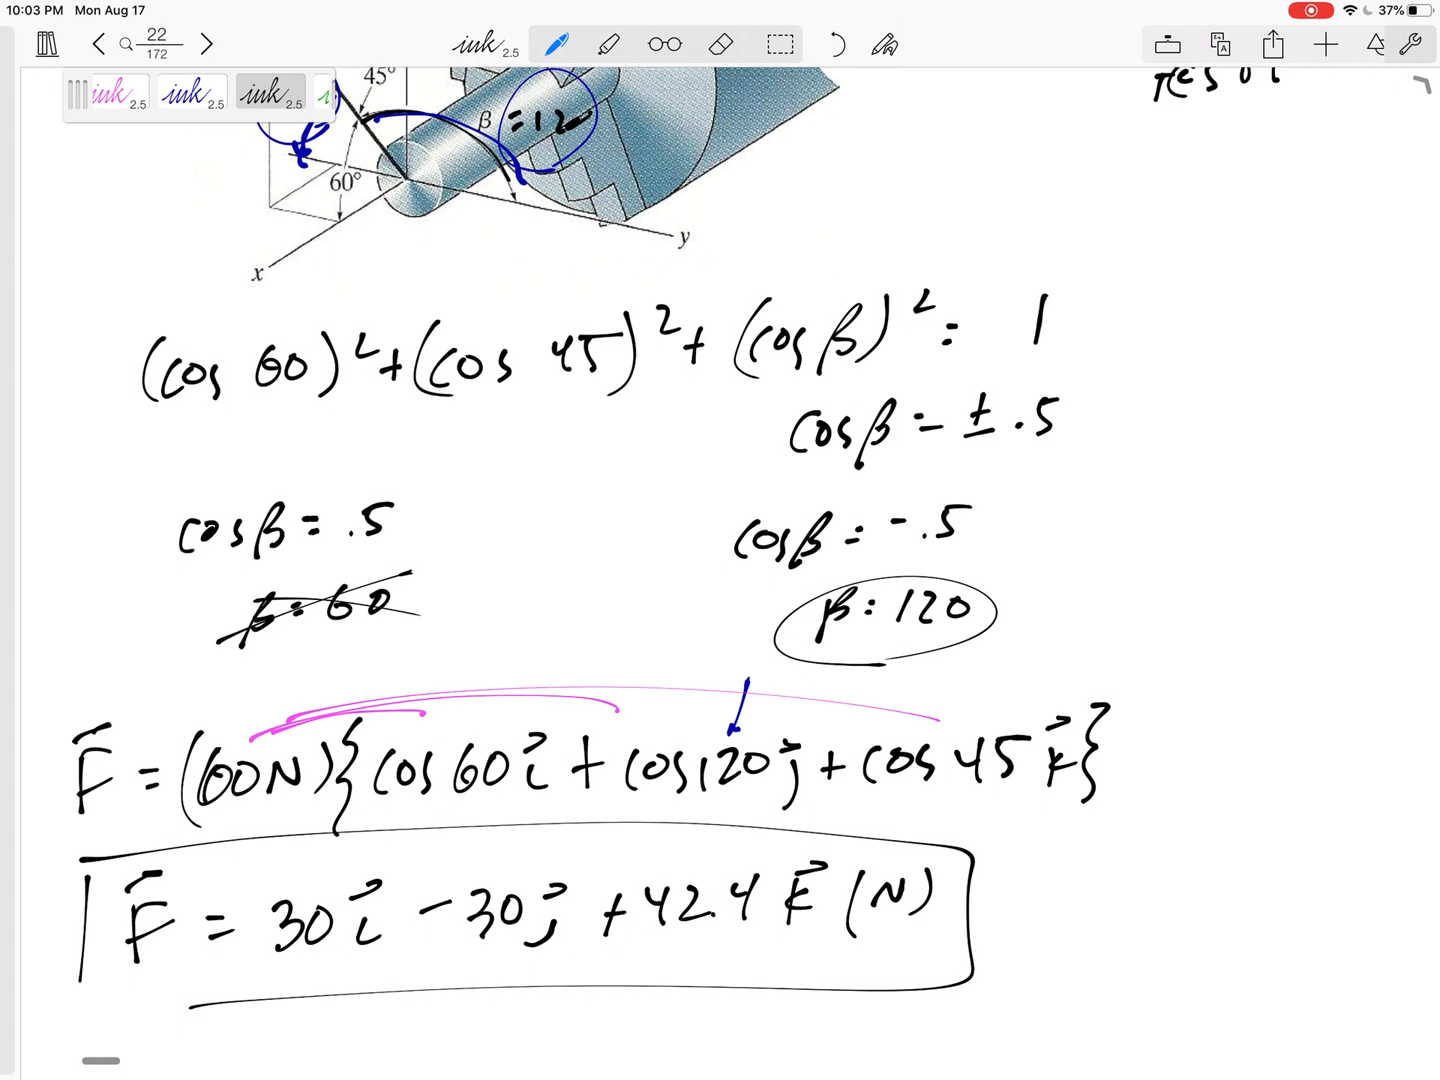 10:03 PM Mon Aug 17
37%
22
172
ink 2.5
ink 2.5
ink 2.5
ink 2.5
45°
β = 120
60°
y
x
(cos 60)² + (cos 45)² + (cos β)² = 1
cos β = ± .5
cos β = .5
cos β = -.5
β = 60
β = 120
F⃗ = (60N){cos 60 i⃗ + cos 120 j⃗ + cos 45 k⃗}
F⃗ = 30 i⃗ - 30 j⃗ + 42.4 k⃗ (N)